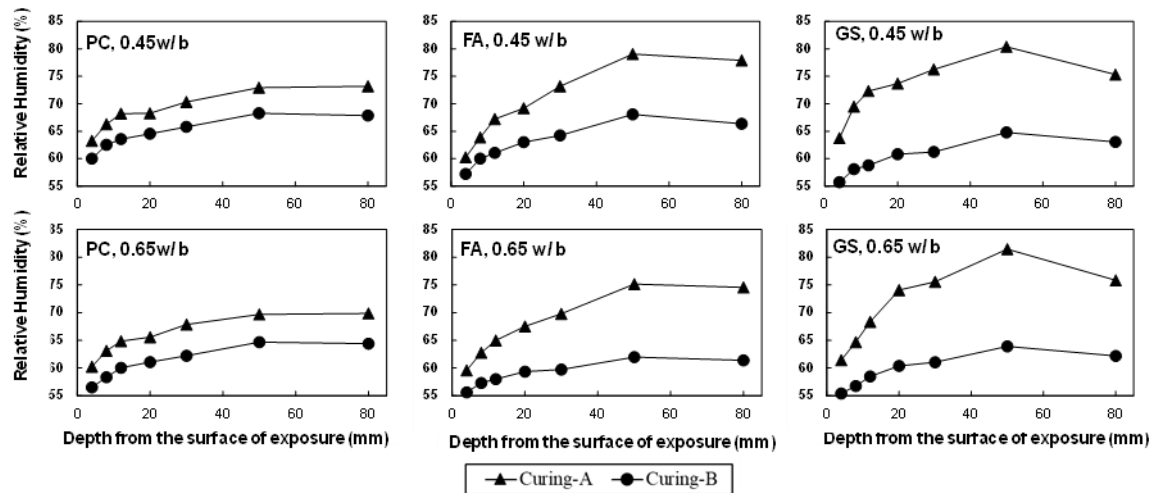 Relative Humidity (%)
PC, 0.45w/b
85
80
75
70
65
60
55
0 20 40 60 80
FA, 0.45 w/b
85
80
75
70
65
60
55
0 20 40 60 80
GS, 0.45 w/b
85
80
75
70
65
60
55
0 20 40 60 80
Relative Humidity (%)
PC, 0.65w/b
35
30
75
70
35
50
55
0 20 40 60 80
Depth from the surface of exposure (mm)
FA, 0.65 w/b
85
80
75
70
65
60
55
0 20 40 60 80
Depth from the surface of exposure (mm)
GS, 0.65 w/b
85
80
75
70
65
60
55
0 20 40 60 80
Depth from the surface of exposure (mm)
Curing-A Curing-B